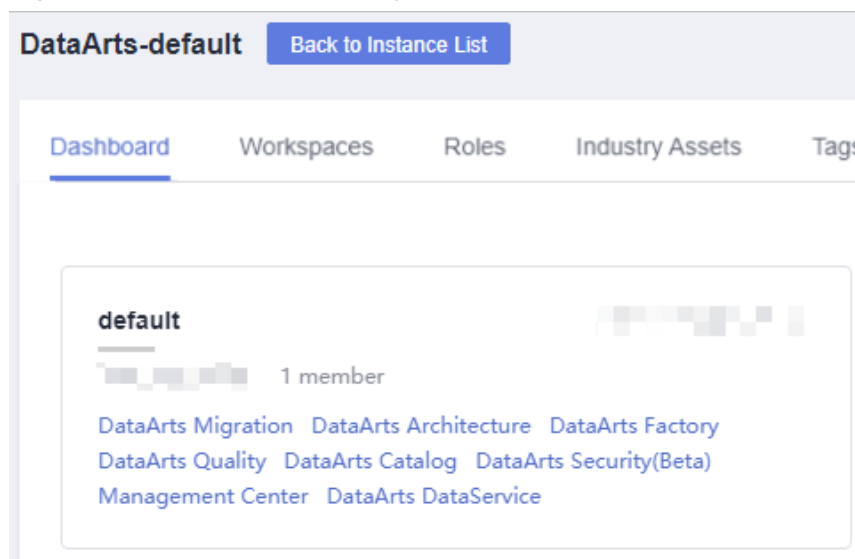 DataArts-default Back to Instance List
Dashboard Workspaces Roles Industry Assets Tags
default
1 member
DataArts Migration DataArts Architecture DataArts Factory
DataArts Quality DataArts Catalog DataArts Security(Beta)
Management Center DataArts DataService